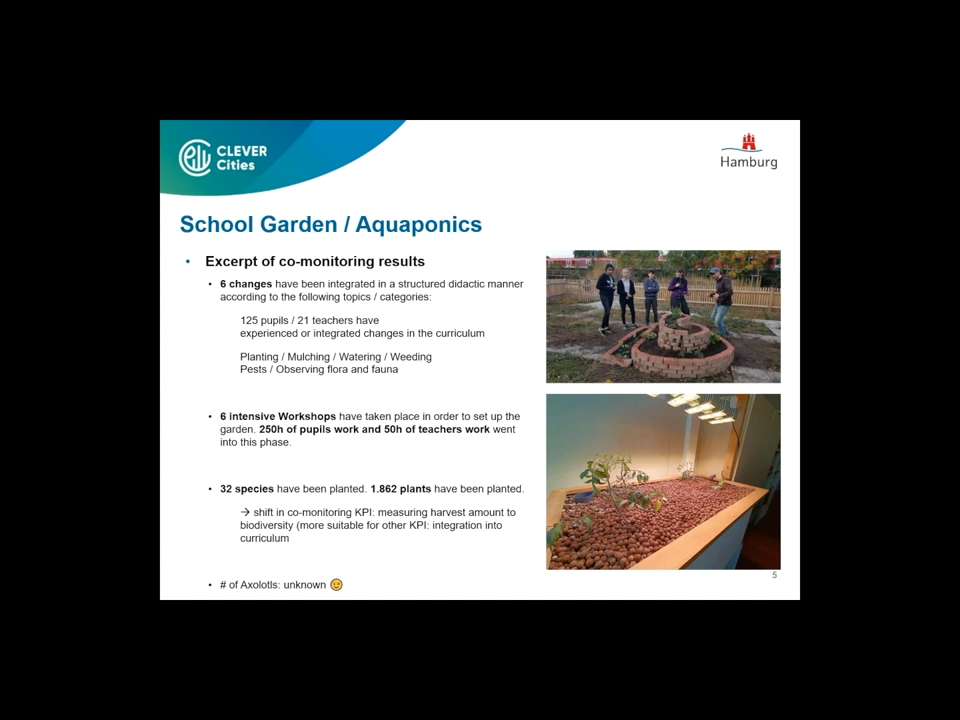 CLEVER
Cities
Hamburg
School Garden / Aquaponics
• Excerpt of co-monitoring results
• 6 changes have been integrated in a structured didactic manner
according to the following topics / categories:
125 pupils / 21 teachers have
experienced or integrated changes in the curriculum
Planting / Mulching / Watering / Weeding
Pests / Observing flora and fauna
• 6 intensive Workshops have taken place in order to set up the
garden. 250h of pupils work and 50h of teachers work went
into this phase.
• 32 species have been planted. 1.862 plants have been planted.
→ shift in co-monitoring KPI: measuring harvest amount to
biodiversity (more suitable for other KPI: integration into
curriculum
• # of Axolotls: unknown 🙂
5